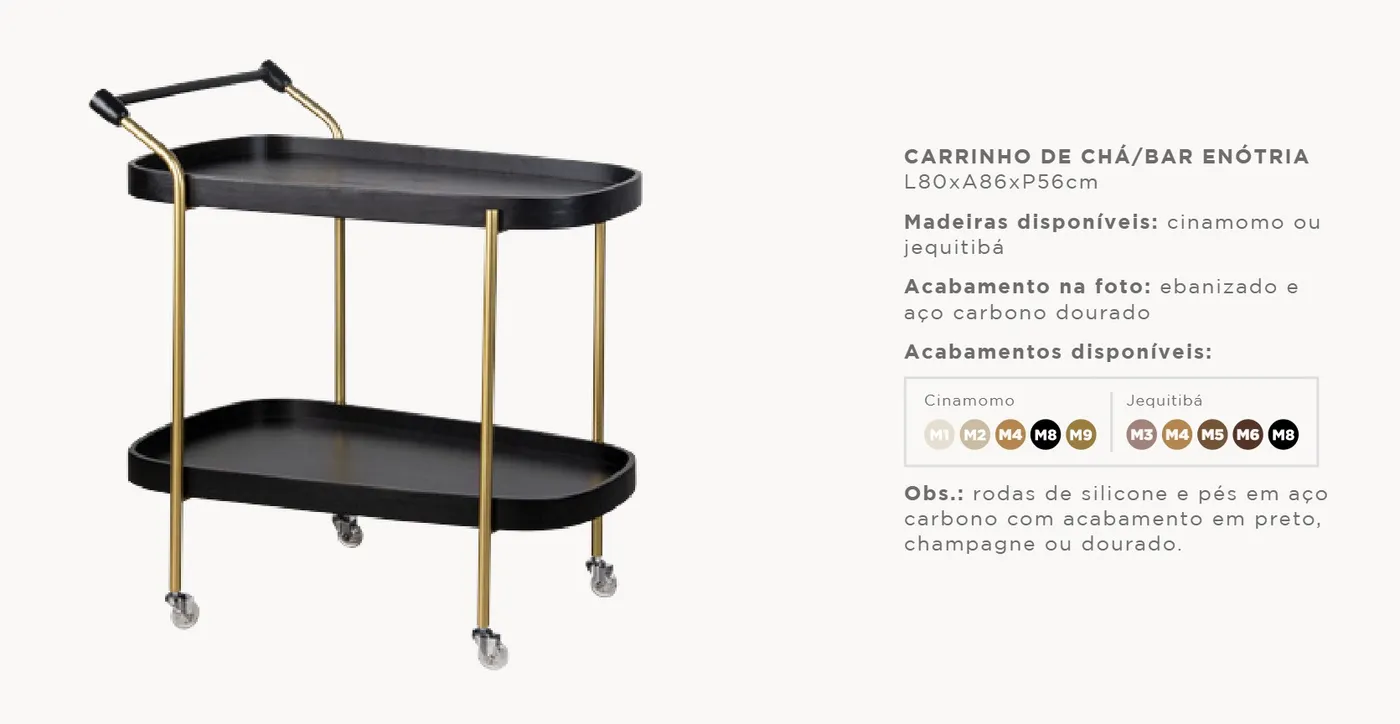 CARRINHO DE CHÁ/BAR ENÓTRIA
L80xA86xP56cm
Madeiras disponíveis: cinamomo ou
jequitibá
Acabamento na foto: ebanizado e
aço carbono dourado
Acabamentos disponíveis:
Cinamomo
M1 M2 M4 M8 M9
Jequitibá
M3 M4 M5 M6 M8
Obs.: rodas de silicone e pés em aço
carbono com acabamento em preto,
champagne ou dourado.